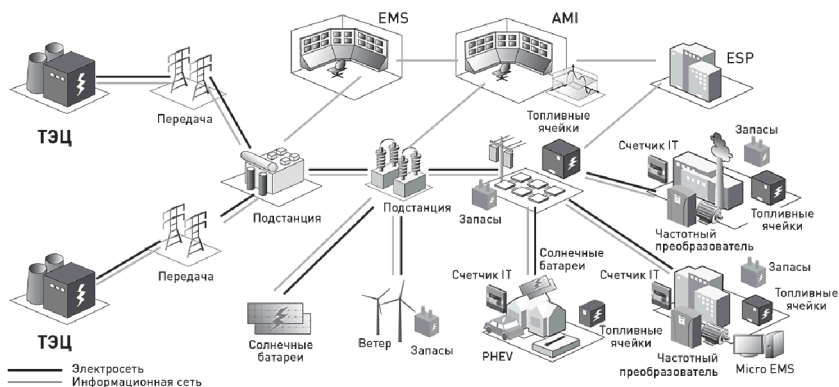 EMS
AMI
ESP
ТЭЦ
Передача
Топливные
ячейки
Счетчик IT
Запасы
Подстанция
Подстанция
Запасы
Топливные
ячейки
Частотный
преобразователь
Передача
Солнечные
батареи
Счетчик IT
Счетчик IT
Запасы
Топливные
ячейки
ТЭЦ
Солнечные
батареи
Ветер
Запасы
PHEV
Топливные
ячейки
Частотный
преобразователь
Micro EMS
Электросеть
Информационная сеть